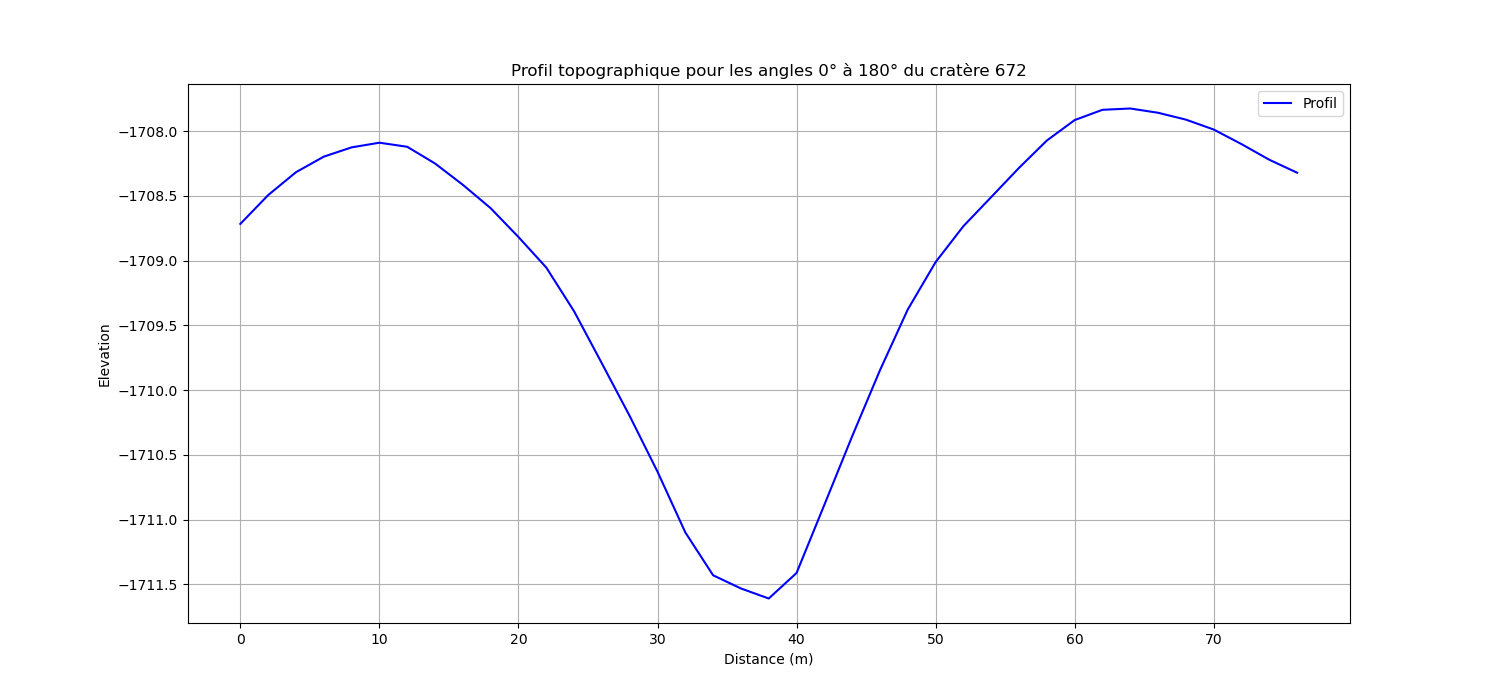 Profil topographique pour les angles 0° à 180° du cratère 672
Profil
−1708.0
−1708.5
−1709.0
−1709.5
−1710.0
−1710.5
−1711.0
−1711.5
Elevation
0 10 20 30 40 50 60 70
Distance (m)